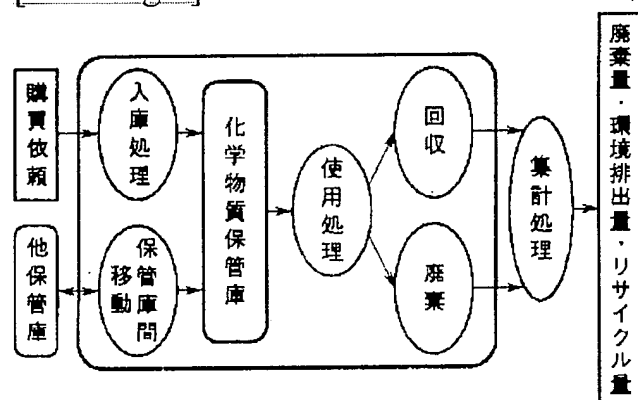 購買依頼
入庫処理
化学物質保管庫
使用処理
回収
集計処理
廃棄量・環境排出量・リサイクル量
他保管庫
保管庫間
移動
廃棄